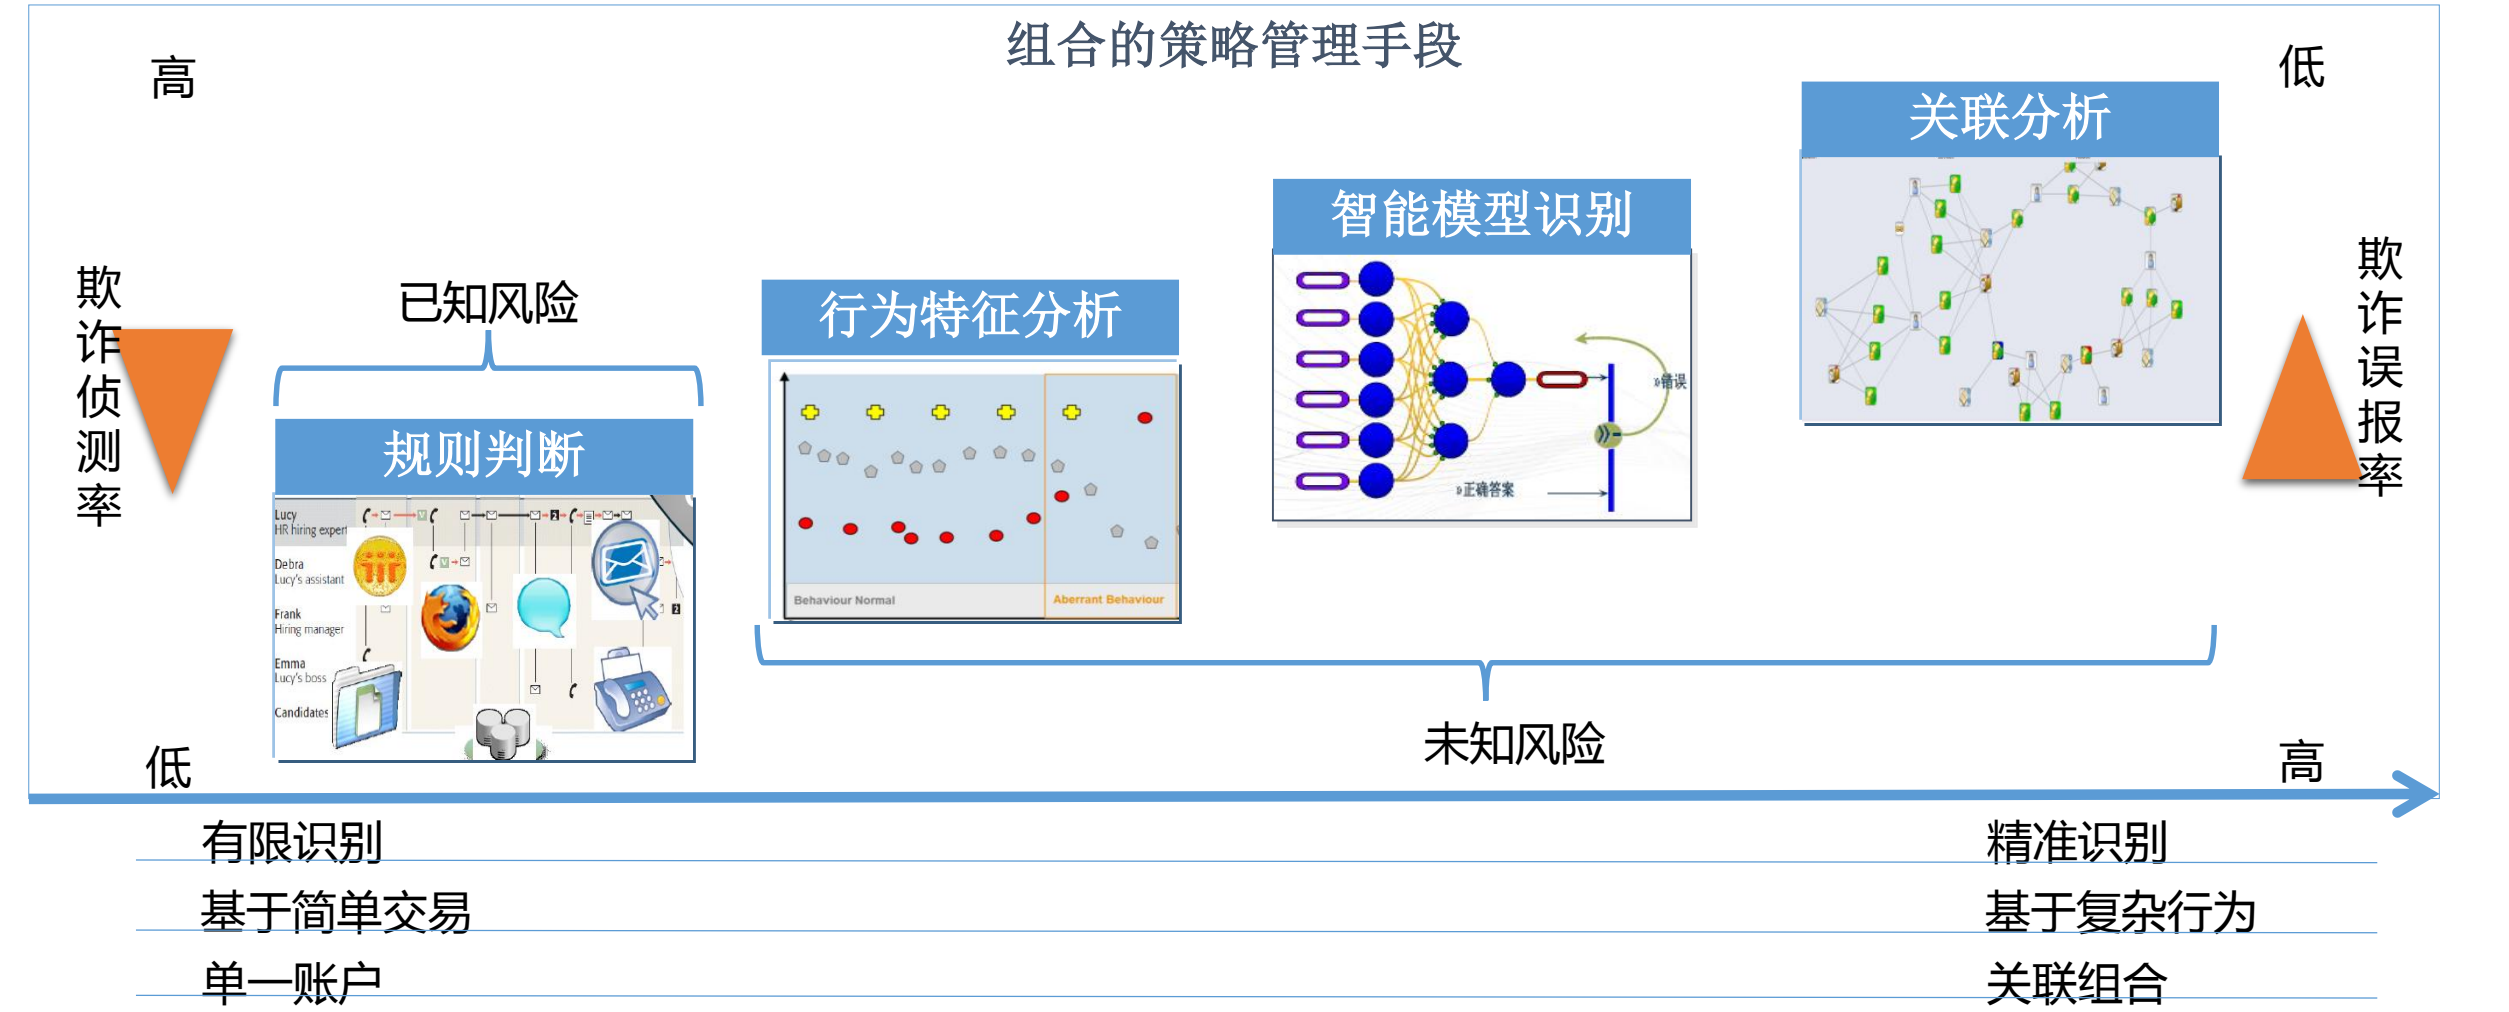 组合的策略管理手段
高
低
关联分析
智能模型识别
欺诈侦测率
欺诈误报率
已知风险
行为特征分析
错误
正确答案
规则判断
Lucy
HR hiring expert
Debra
Lucy's assistant
Frank
Hiring manager
Emma
Lucy's boss
Candidates
Behaviour Normal
Aberrant Behaviour
未知风险
低
高
有限识别
精准识别
基于简单交易
基于复杂行为
单一账户
关联组合